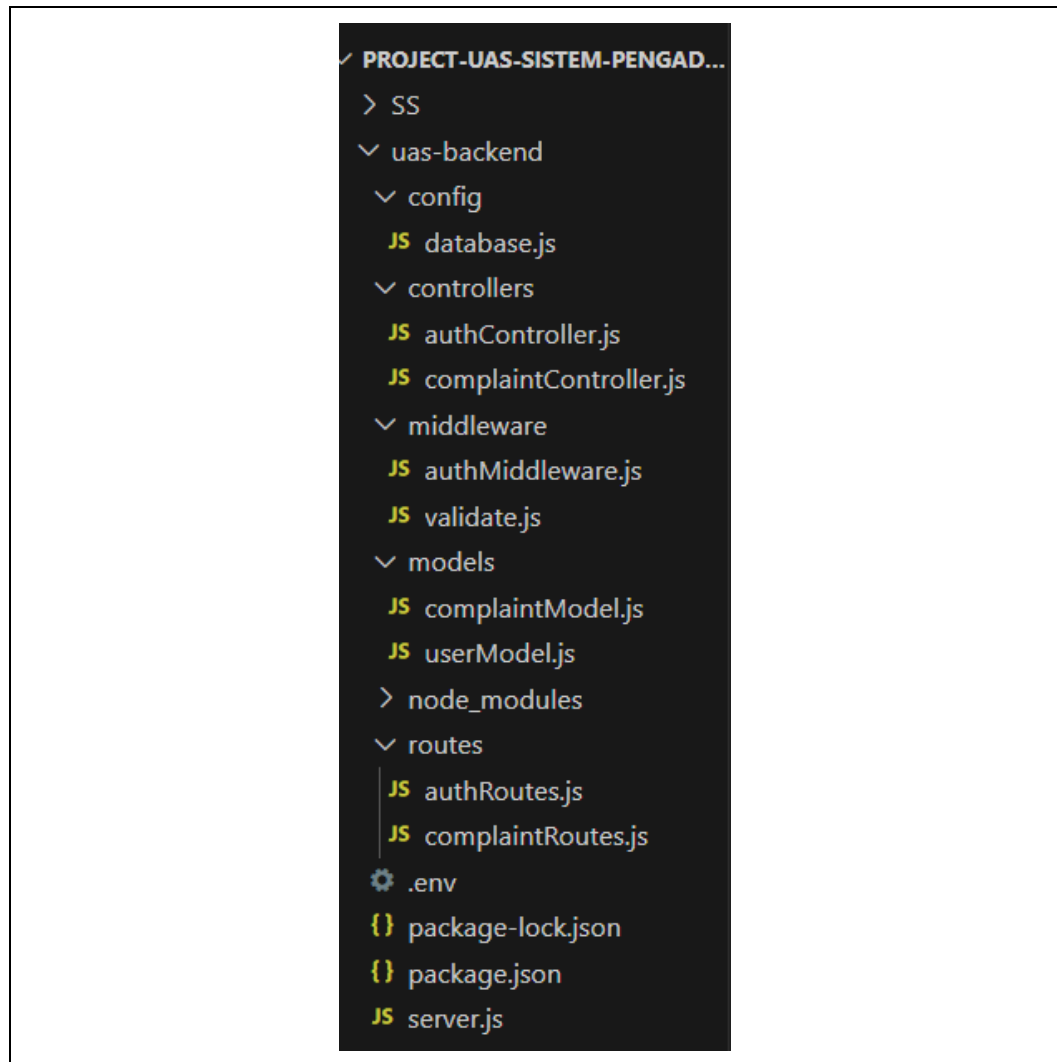 PROJECT-UAS-SISTEM-PENGAD...
SS
uas-backend
config
JS database.js
controllers
JS authController.js
JS complaintController.js
middleware
JS authMiddleware.js
JS validate.js
models
JS complaintModel.js
JS userModel.js
node_modules
routes
JS authRoutes.js
JS complaintRoutes.js
.env
{} package-lock.json
{} package.json
JS server.js